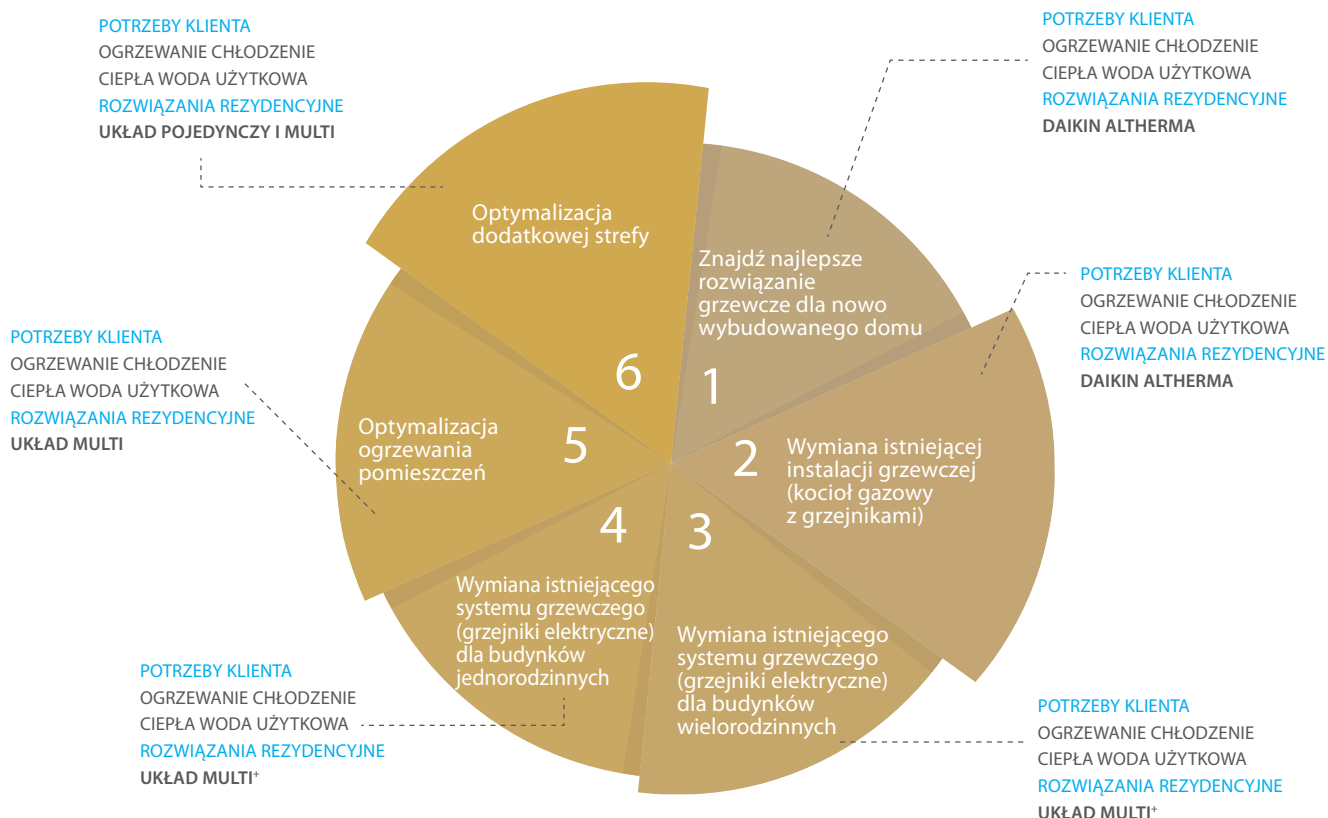 POTRZEBY KLIENTA
OGRZEWANIE CHŁODZENIE
CIEPŁA WODA UŻYTKOWA
ROZWIĄZANIA REZYDENCYJNE
UKŁAD POJEDYNCZY I MULTI
POTRZEBY KLIENTA
OGRZEWANIE CHŁODZENIE
CIEPŁA WODA UŻYTKOWA
ROZWIĄZANIA REZYDENCYJNE
DAIKIN ALTHERMA
Optymalizacja
dodatkowej strefy
6
Znajdź najlepsze
rozwiązanie
grzewcze dla nowo
wybudowanego domu
1
POTRZEBY KLIENTA
OGRZEWANIE CHŁODZENIE
CIEPŁA WODA UŻYTKOWA
ROZWIĄZANIA REZYDENCYJNE
DAIKIN ALTHERMA
POTRZEBY KLIENTA
OGRZEWANIE CHŁODZENIE
CIEPŁA WODA UŻYTKOWA
ROZWIĄZANIA REZYDENCYJNE
UKŁAD MULTI
Optymalizacja
ogrzewania
pomieszczeń
5
2
Wymiana istniejącej
instalacji grzewczej
(kocioł gazowy
z grzejnikami)
4
Wymiana istniejącego
systemu grzewczego
(grzejniki elektryczne)
dla budynków
jednorodzinnych
3
Wymiana istniejącego
systemu grzewczego
(grzejniki elektryczne)
dla budynków
wielorodzinnych
POTRZEBY KLIENTA
OGRZEWANIE CHŁODZENIE
CIEPŁA WODA UŻYTKOWA
ROZWIĄZANIA REZYDENCYJNE
UKŁAD MULTI⁺
POTRZEBY KLIENTA
OGRZEWANIE CHŁODZENIE
CIEPŁA WODA UŻYTKOWA
ROZWIĄZANIA REZYDENCYJNE
UKŁAD MULTI⁺